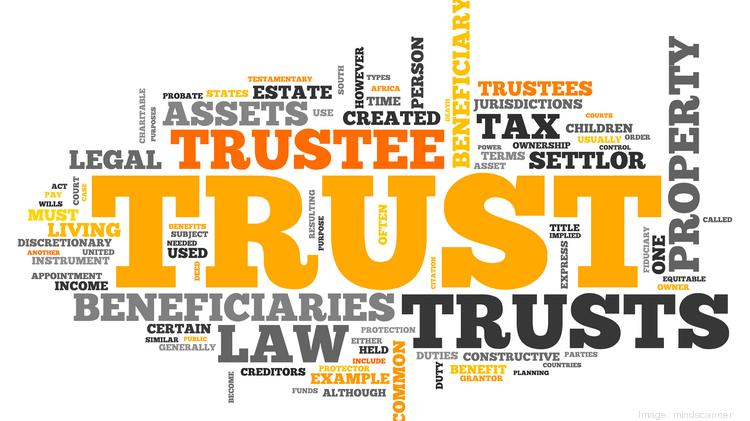 BENEFICIARY
PERSON
PROPERTY
HOWEVER
SOUTH
TYPES
TESTAMENTARY
AFRICA
TRUSTEES
PROBATE
STATES
ESTATE
TIME
JURISDICTIONS
CHARITABLE
PURPOSES
ASSETS
USE
CREATED
DEATH
TAX
COURTS
CHILDREN
USUALLY
ORDER
LEGAL
TRUSTEE
POWER
OWNERSHIP
CONTROL
TERMS
ASSET
SETTLOR
TRUST
ACT
PAY
WILLS
COURT
CASE
MUST
LIVING
DISCRETIONARY
ANOTHER
UNITED
INSTRUMENT
BENEFITS
SUBJECT
NEEDED
USED
DEED
RESULTING
PURPOSE
OFTEN
CITATION
TITLE
IMPLIED
EXPRESS
FIDUCIARY
ONE
CALLED
APPOINTMENT
INCOME
EQUITABLE
OWNER
BENEFICIARIES
TRUSTS
CERTAIN
SIMILAR
PUBLIC
GENERALLY
LAW
PROTECTION
EITHER
HELD
INCLUDE
COMMON
DUTIES
CONSTRUCTIVE
PARTIES
COUNTRIES
BECOME
CREDITORS
PROTECTOR
EXAMPLE
FUNDS
ALTHOUGH
DUTY
BENEFIT
GRANTOR
PLANNING
Image: mindscanner